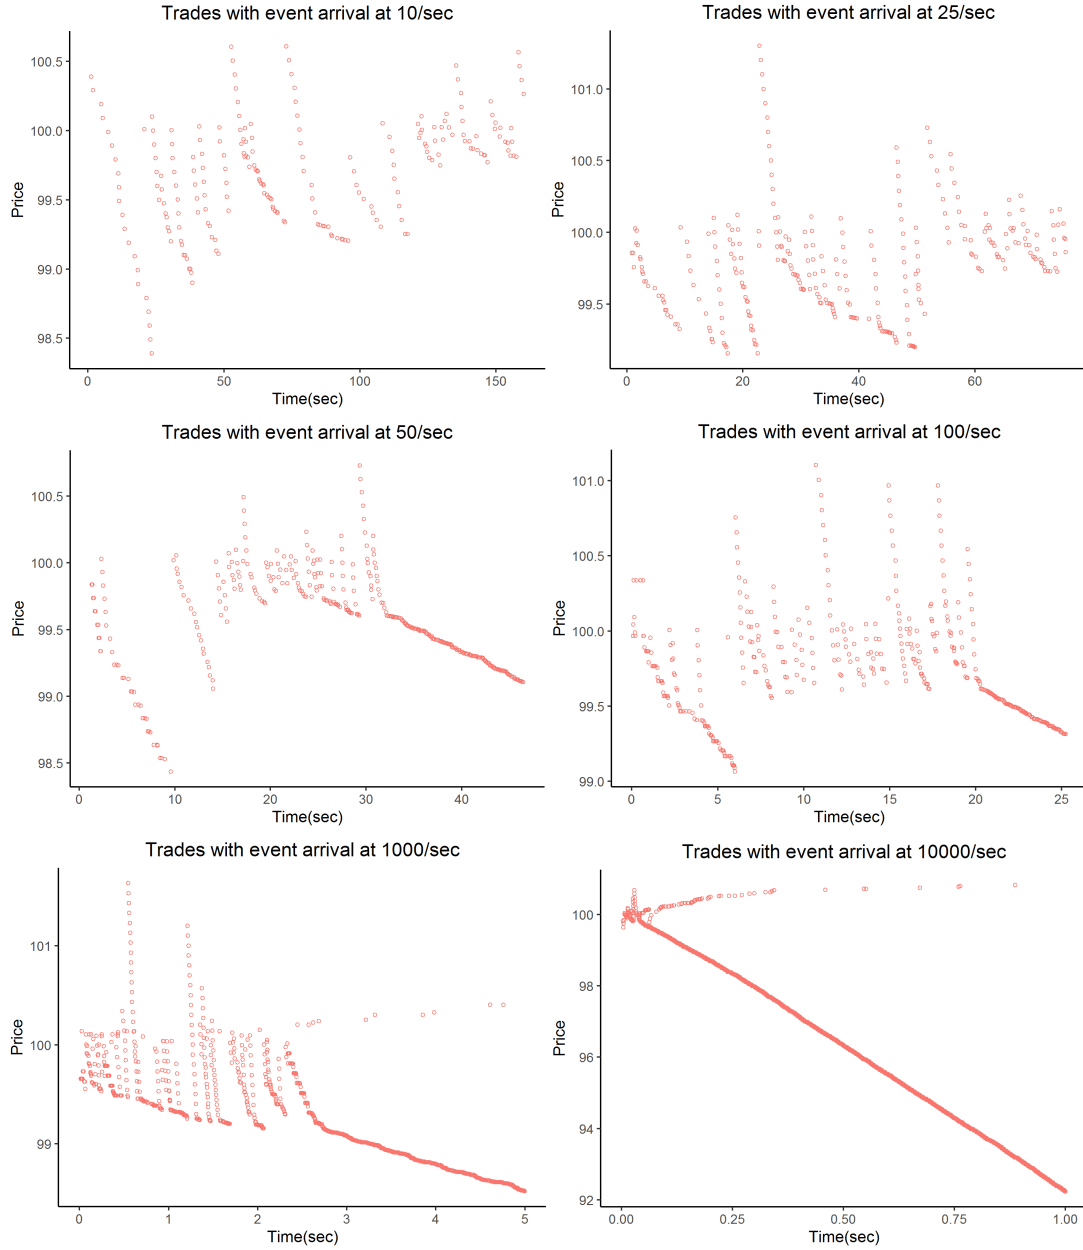 Trades with event arrival at 10/sec
Price
100.5
100.0
99.5
99.0
98.5
0 50 100 150
Time(sec)
Trades with event arrival at 25/sec
Price
101.0
100.5
100.0
99.5
0 20 40 60
Time(sec)
Trades with event arrival at 50/sec
Price
100.5
100.0
99.5
99.0
98.5
0 10 20 30 40
Time(sec)
Trades with event arrival at 100/sec
Price
101.0
100.5
100.0
99.5
99.0
0 5 10 15 20 25
Time(sec)
Trades with event arrival at 1000/sec
Price
101
100
99
0 1 2 3 4 5
Time(sec)
Trades with event arrival at 10000/sec
Price
100
98
96
94
92
0.00 0.25 0.50 0.75 1.00
Time(sec)